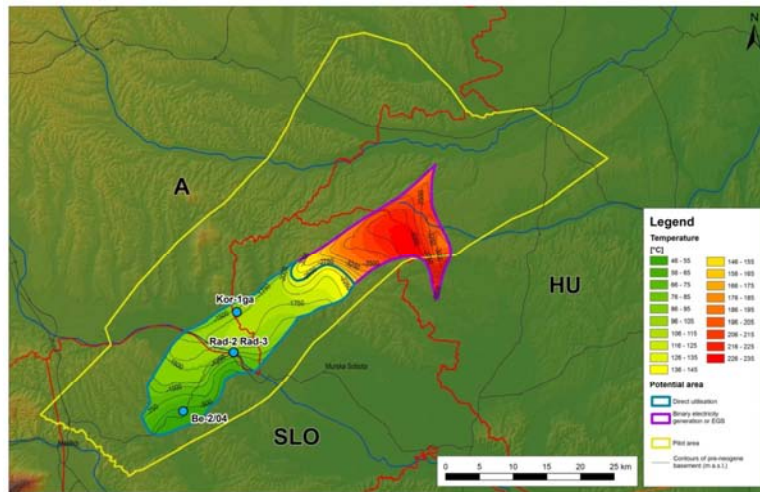 N
A
HU
SLO
Kor-1ga
Rad-2 Rad-3
Be-2/04
Murska Sobota
1750
Legend
Temperature
[°C]
46 - 55
56 - 65
66 - 75
76 - 85
86 - 95
96 - 105
106 - 115
116 - 125
126 - 135
136 - 145
146 - 155
156 - 165
166 - 175
176 - 185
186 - 195
196 - 205
206 - 215
216 - 225
226 - 235
Potential area
Direct utilisation
Binary electricity
generation or EGS
Pilot area
Contours of pre-neogene
basement (m a.s.l.)
0 5 10 15 20 25 km